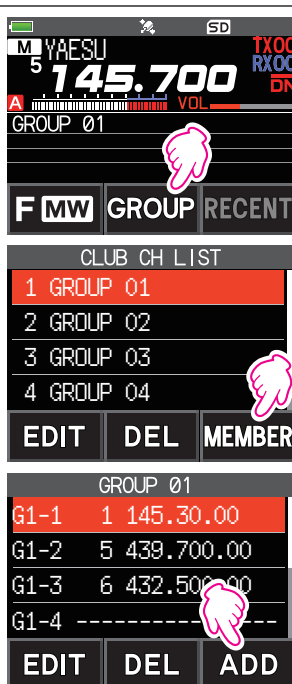 SD
M YAESU TX00
5 145.700 RX00
DN
A VOL
GROUP 01
F MW GROUP RECENT
CLUB CH LIST
1 GROUP 01
2 GROUP 02
3 GROUP 03
4 GROUP 04
EDIT DEL MEMBER
GROUP 01
G1-1 1 145.30.00
G1-2 5 439.700.00
G1-3 6 432.500.00
G1-4 ----------------
EDIT DEL ADD